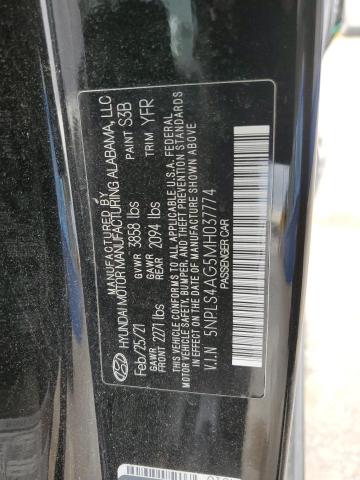 MANUFACTURED BY
HYUNDAI MOTOR MANUFACTURING ALABAMA, LLC
Feb/25/21 GVWR 3858 lbs PAINT S3B
GAWR FRONT 2271 lbs GAWR REAR 2094 lbs TRIM YFR
THIS VEHICLE CONFORMS TO ALL APPLICABLE U.S.A. FEDERAL
MOTOR VEHICLE SAFETY, BUMPER, AND THEFT PREVENTION STANDARDS
IN EFFECT ON THE DATE OF MANUFACTURE SHOWN ABOVE.
V.I.N : 5NPLS4AG5MH037774
PASSENGER CAR